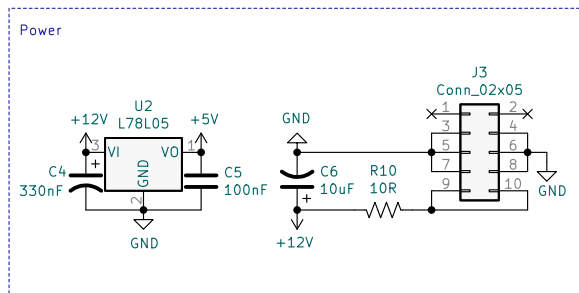 Power
J3
Conn_02x05
U2
L78L05
+12V
+5V
GND
1
2
3
VI
VO
1
3
4
C4
+
GND
C5
C6
R10
5
6
330nF
100nF
10uF
10R
7
8
2
+
9
10
GND
GND
+12V